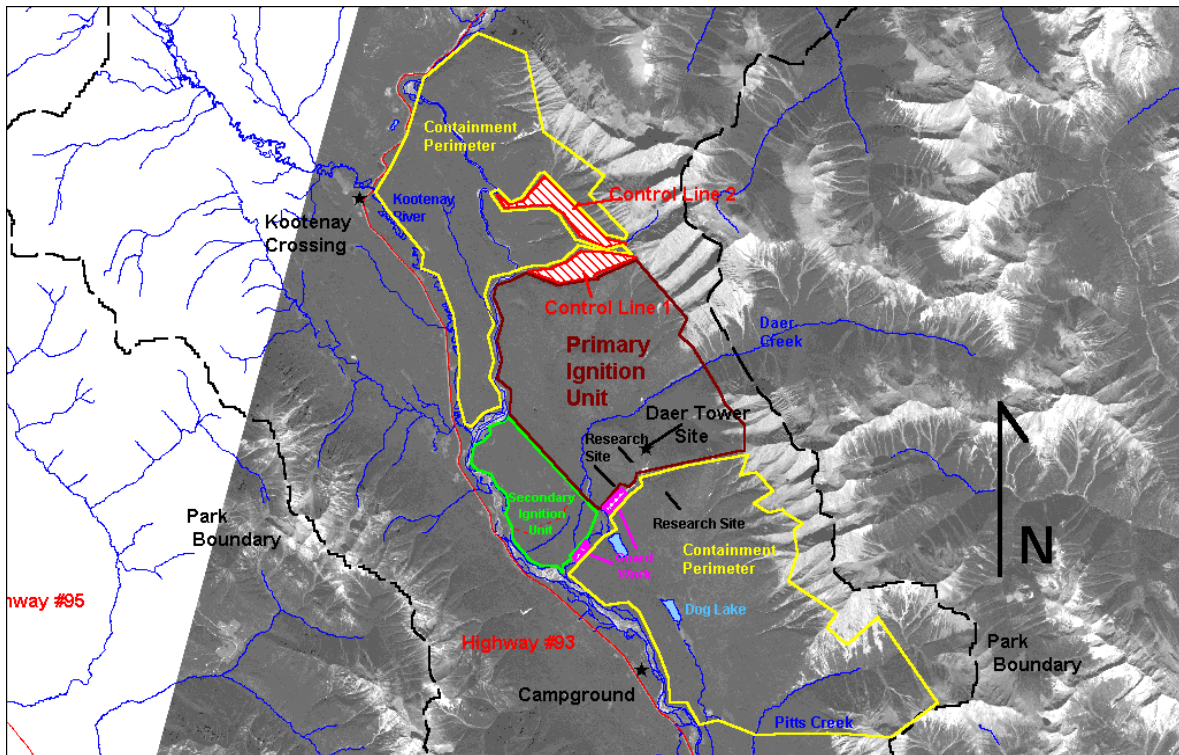 Containment
Perimeter
Control Line 2
Kootenay
River
Kootenay
Crossing
Control Line 1
Daer
Creek
Primary
Ignition
Unit
Daer Tower
Site
Research
Site
Secondary
Ignition
Unit
Research Site
Park
Boundary
Containment
Perimeter
N
hway #95
Dog Lake
Highway #93
Park
Boundary
Campground
Pitts Creek